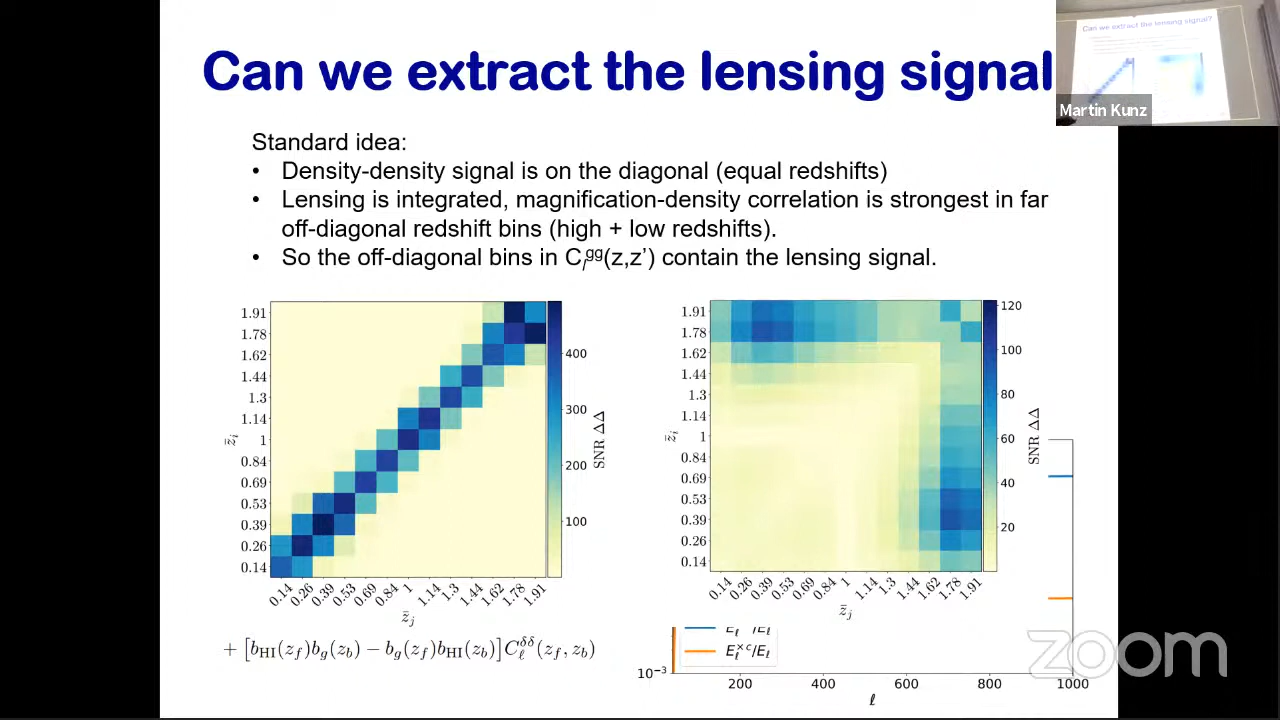 Can we extract the lensing signal
Can we extract the lensing signal?
Martin Kunz
Standard idea:
• Density-density signal is on the diagonal (equal redshifts)
• Lensing is integrated, magnification-density correlation is strongest in far
off-diagonal redshift bins (high + low redshifts).
• So the off-diagonal bins in Cₗᵍᵍ(z,z’) contain the lensing signal.
1.91
1.78
1.62
1.44
1.3
1.14
1
0.84
0.69
0.53
0.39
0.26
0.14
z̄ᵢ
0.14 0.26 0.39 0.53 0.69 0.84 1 1.14 1.3 1.44 1.62 1.78 1.91
z̄ⱼ
400
300
200
100
SNR ΔΔ
1.91
1.78
1.62
1.44
1.3
1.14
1
0.84
0.69
0.53
0.39
0.26
0.14
z̄ᵢ
0.14 0.26 0.39 0.53 0.69 0.84 1 1.14 1.3 1.44 1.62 1.78 1.91
z̄ⱼ
120
100
80
60
40
20
SNR ΔΔ
+ [b_HI(z_f)b_g(z_b) − b_g(z_f)b_HI(z_b)]C_ℓ^δδ(z_f, z_b)
E_ℓ^×c/E_ℓ
10⁻³
200 400 600 800 1000
ℓ
zoom